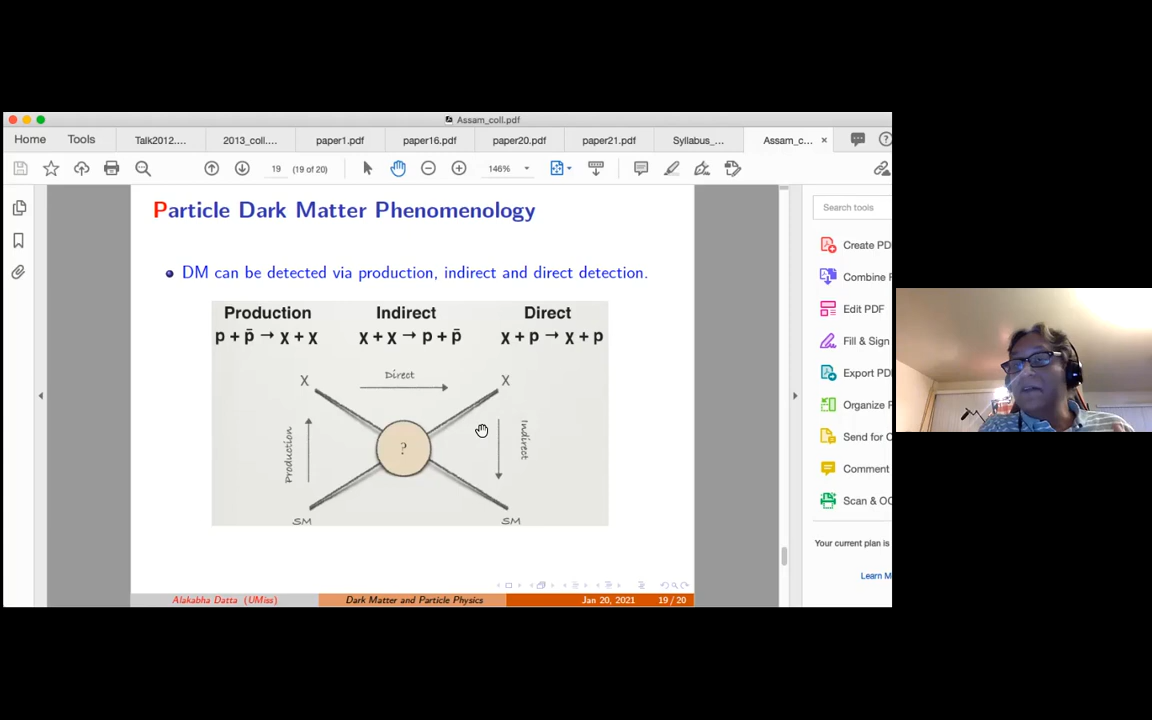 Assam_coll.pdf
Home Tools Talk2012.... 2013_coll.... paper1.pdf paper16.pdf paper20.pdf paper21.pdf Syllabus_... Assam_c... ×
19 (19 of 20) 146%
Particle Dark Matter Phenomenology
DM can be detected via production, indirect and direct detection.
Production Indirect Direct
p + p̄ → χ + χ χ + χ → p + p̄ χ + p → χ + p
Direct
χ χ
Production
Indirect
?
SM SM
Alakabha Datta (UMiss) Dark Matter and Particle Physics Jan 20, 2021 19 / 20
Search tools
Create PD
Combine F
Edit PDF
Fill & Sign
Export PDF
Organize F
Send for C
Comment
Scan & OC
Your current plan is
Learn M